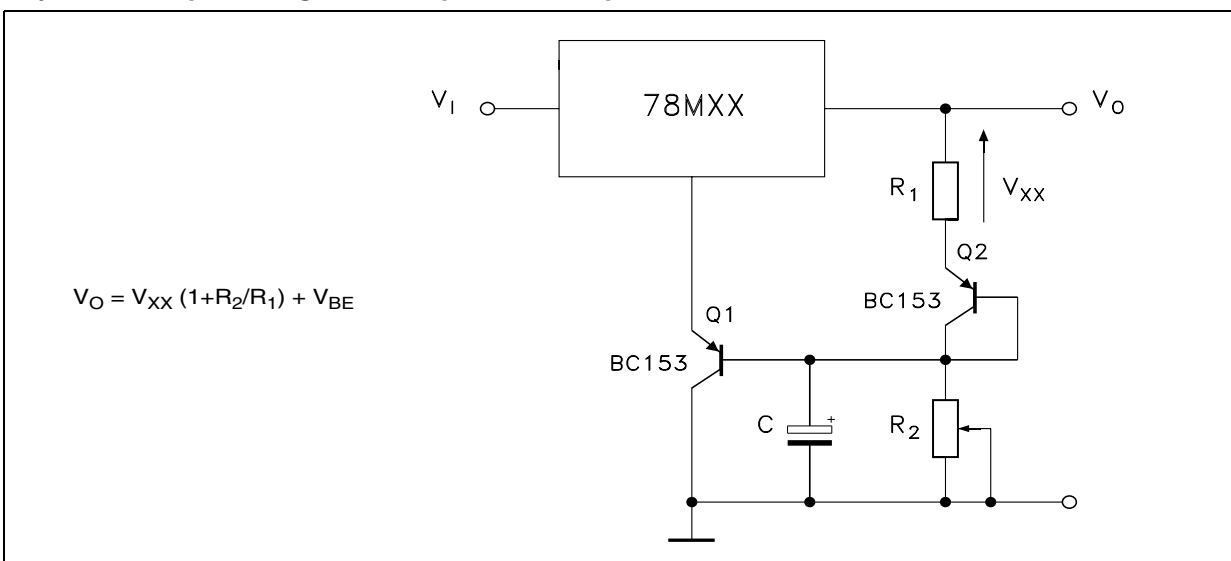 V_I
78MXX
V_O
R_1
V_XX
Q2
BC153
V_O = V_XX (1+R_2/R_1) + V_BE
Q1
BC153
C
+
R_2